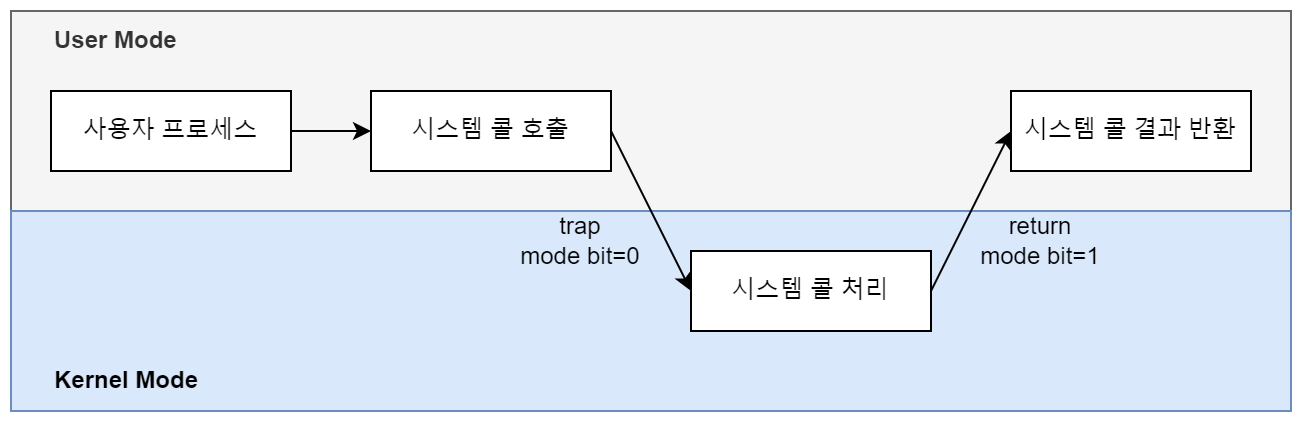 User Mode
사용자 프로세스
시스템 콜 호출
시스템 콜 결과 반환
trap
mode bit=0
return
mode bit=1
시스템 콜 처리
Kernel Mode